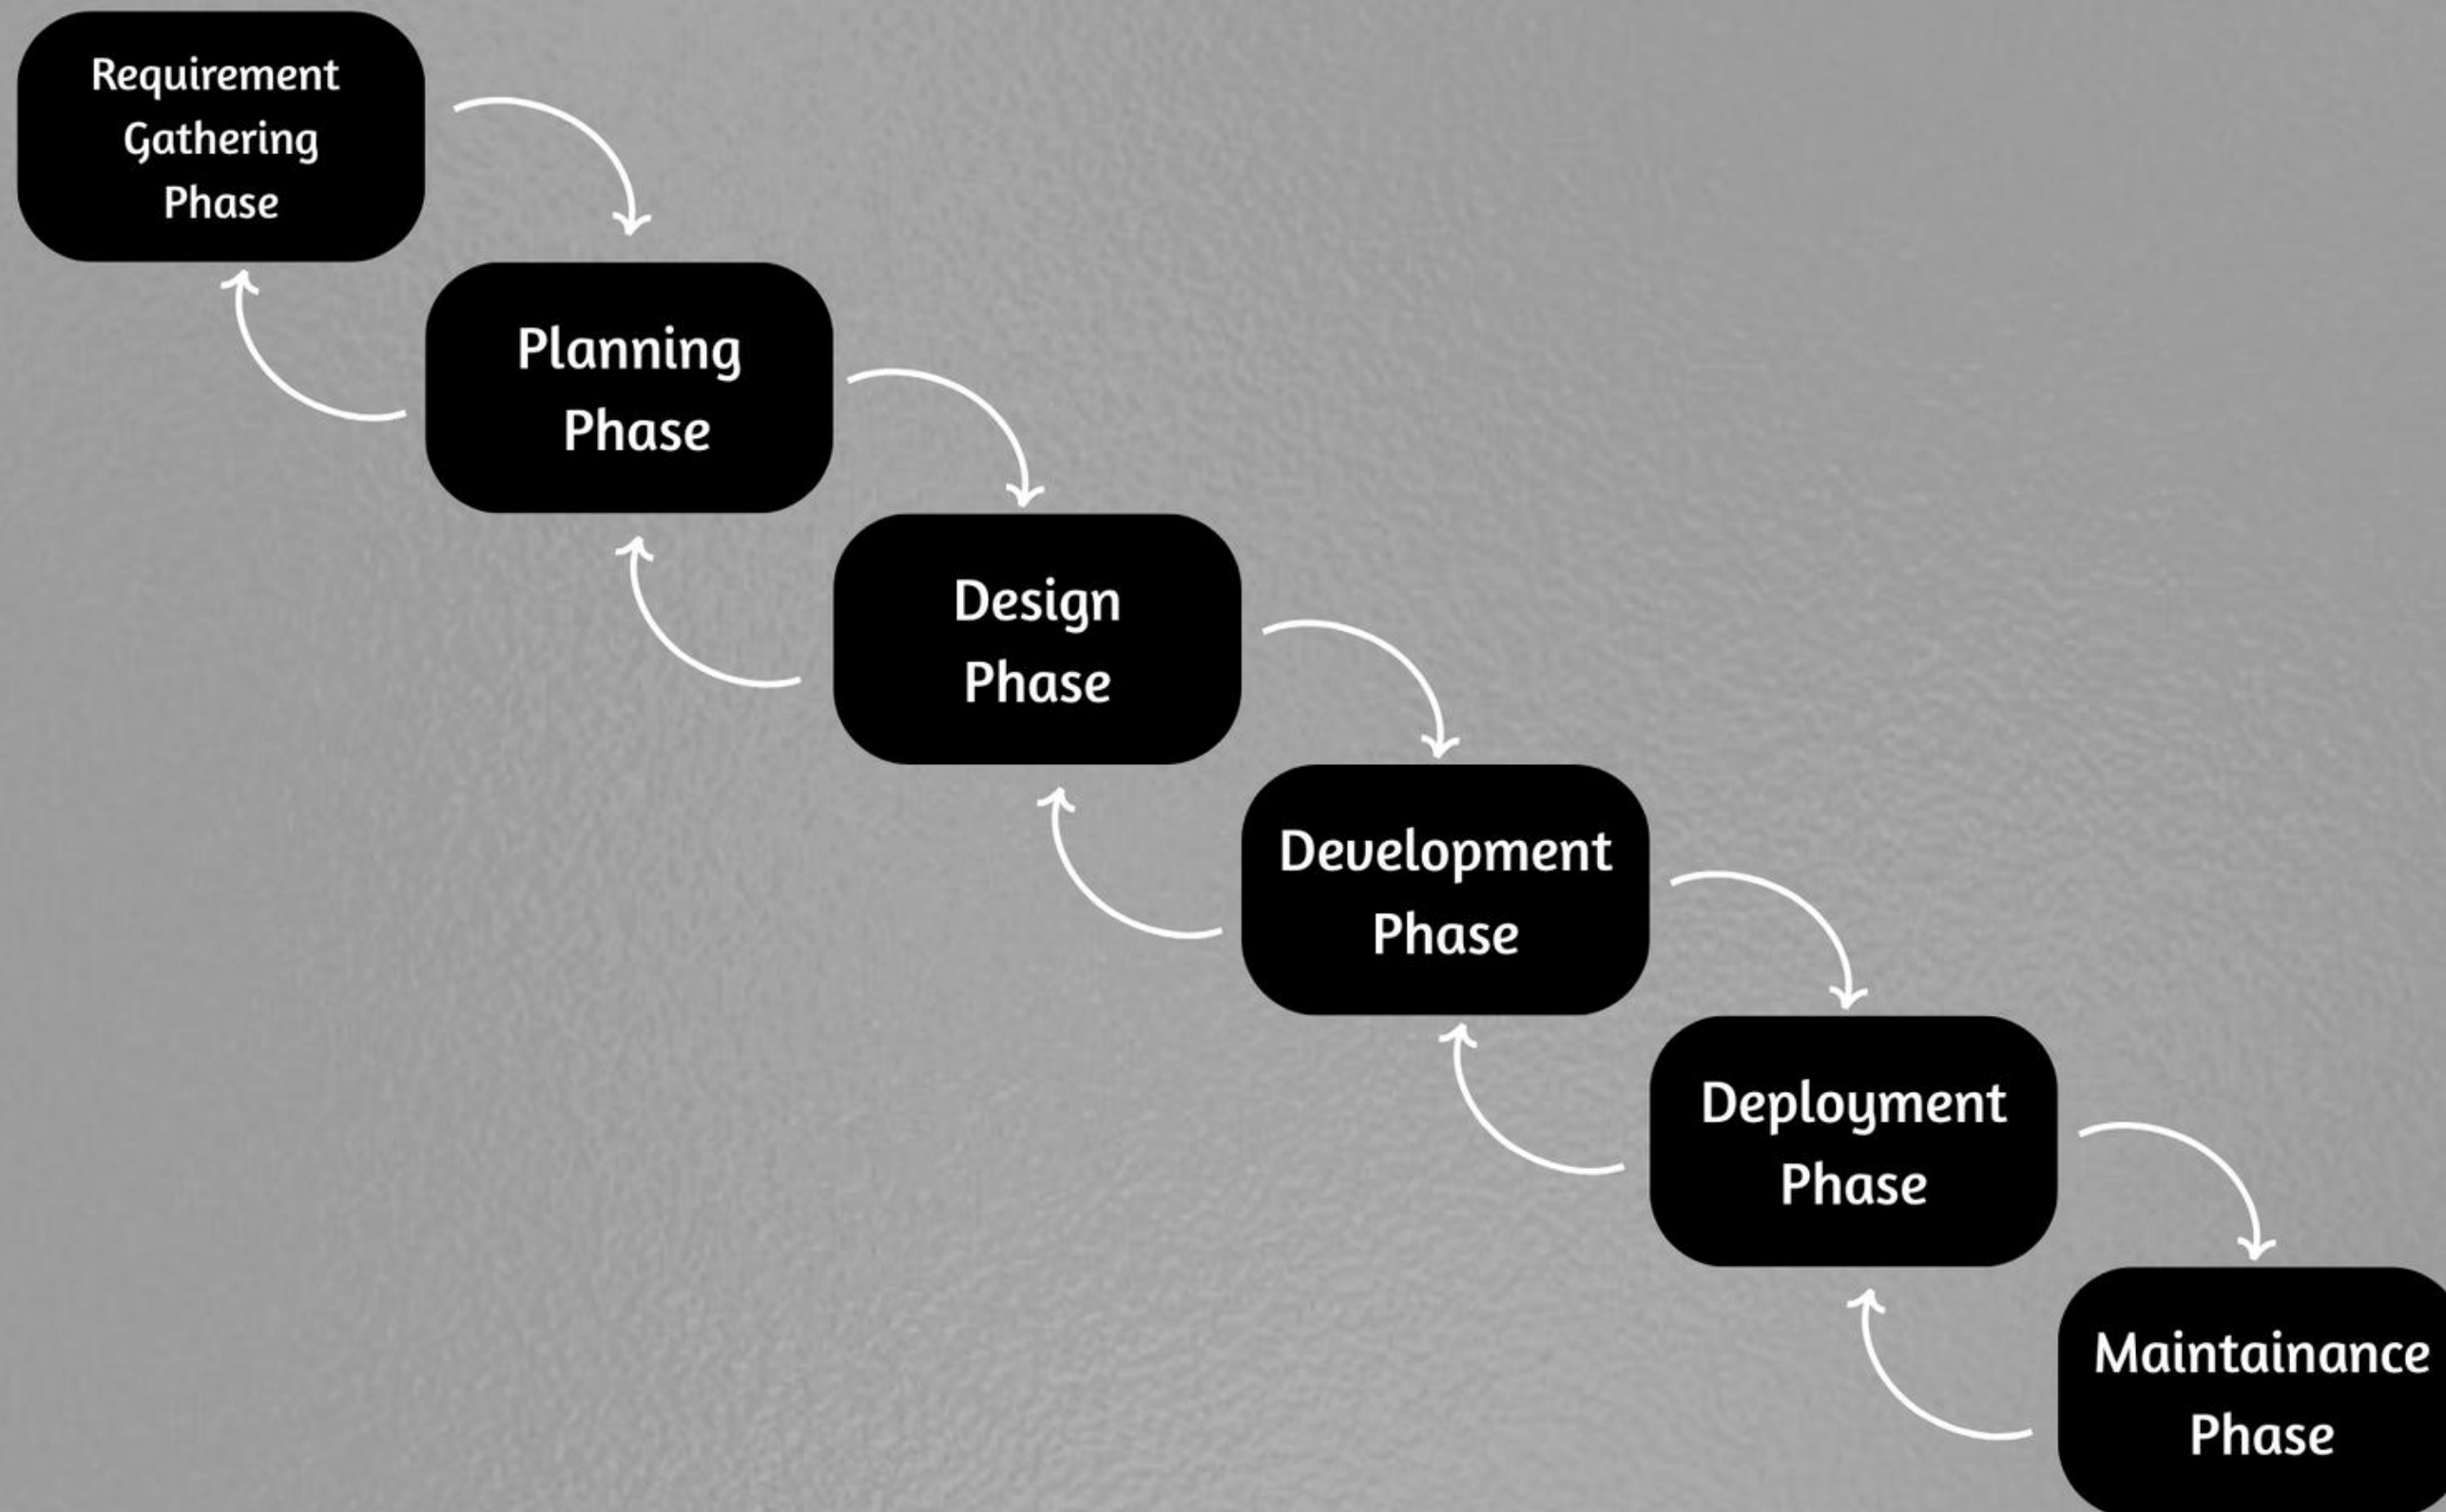 Requirement
Gathering
Phase
Planning
Phase
Design
Phase
Development
Phase
Deployment
Phase
Maintainance
Phase